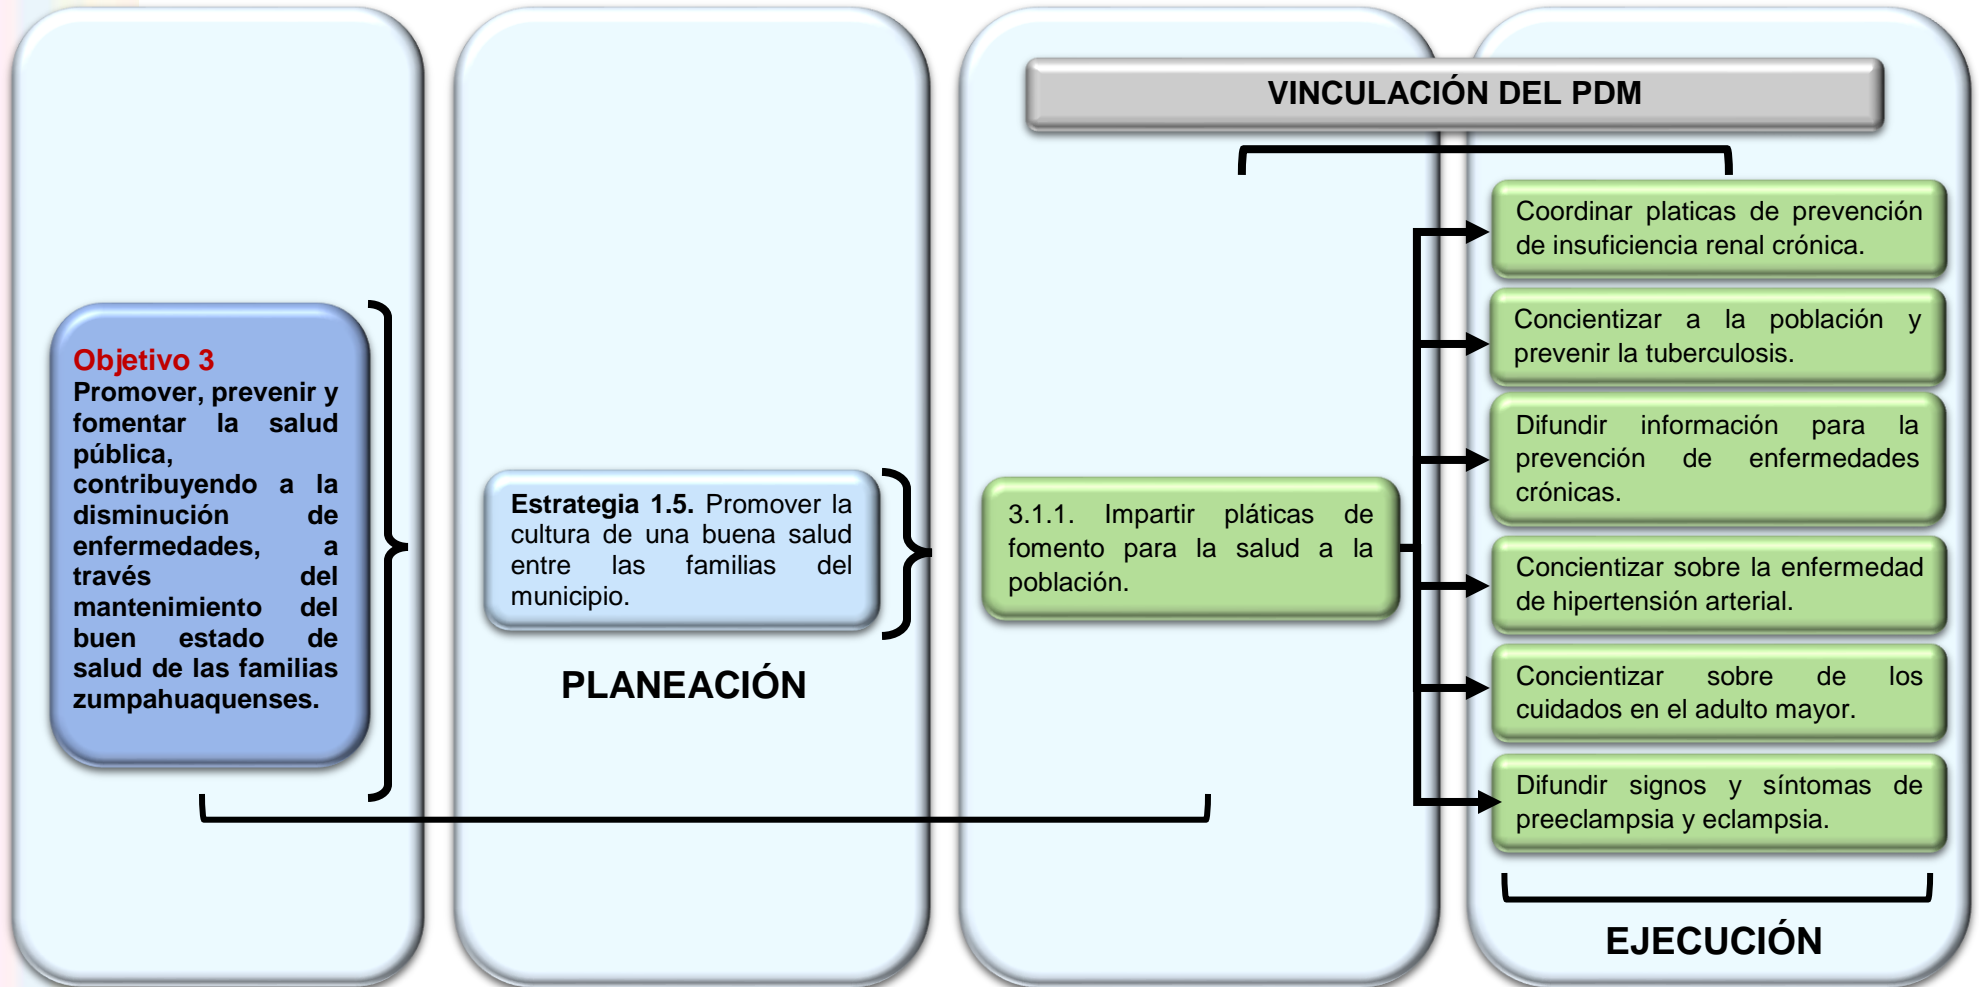 VINCULACIÓN DEL PDM
Objetivo 3
Promover, prevenir y
fomentar la salud
pública,
contribuyendo a la
disminución de
enfermedades, a
través del
mantenimiento del
buen estado de
salud de las familias
zumpahuaquenses.
Estrategia 1.5. Promover la
cultura de una buena salud
entre las familias del
municipio.
PLANEACIÓN
3.1.1. Impartir pláticas de
fomento para la salud a la
población.
Coordinar platicas de prevención
de insuficiencia renal crónica.
Concientizar a la población y
prevenir la tuberculosis.
Difundir información para la
prevención de enfermedades
crónicas.
Concientizar sobre la enfermedad
de hipertensión arterial.
Concientizar sobre de los
cuidados en el adulto mayor.
Difundir signos y síntomas de
preeclampsia y eclampsia.
EJECUCIÓN